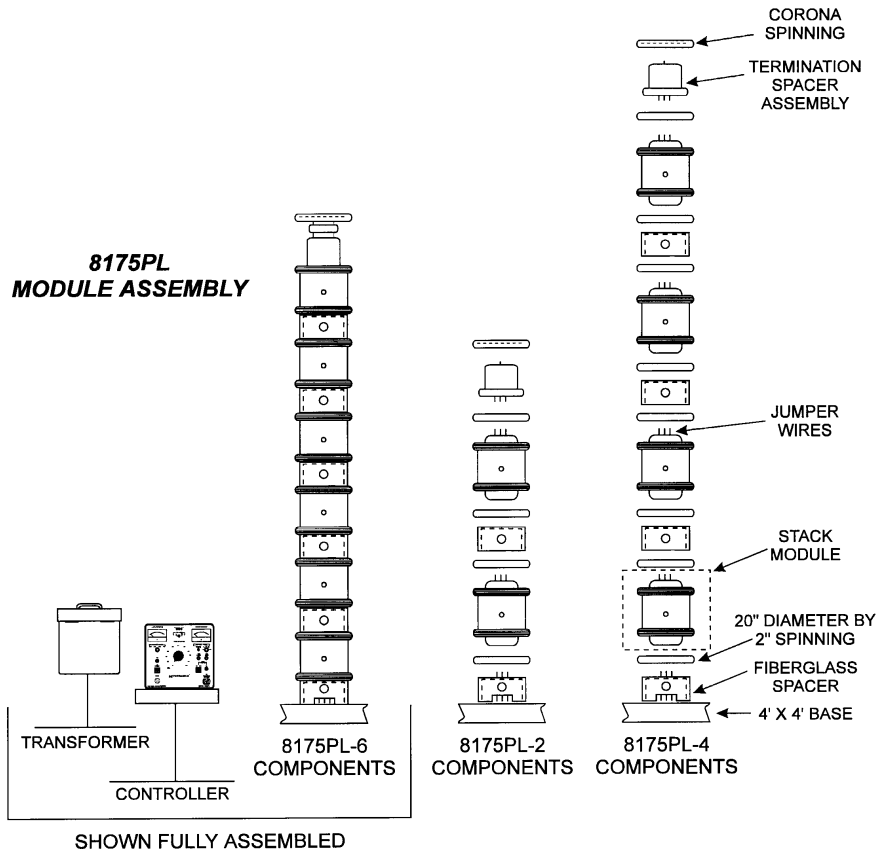 CORONA
SPINNING
TERMINATION
SPACER
ASSEMBLY
8175PL
MODULE ASSEMBLY
JUMPER
WIRES
STACK
MODULE
20" DIAMETER BY
2" SPINNING
FIBERGLASS
SPACER
4' X 4' BASE
TRANSFORMER
CONTROLLER
8175PL-6
COMPONENTS
8175PL-2
COMPONENTS
8175PL-4
COMPONENTS
SHOWN FULLY ASSEMBLED